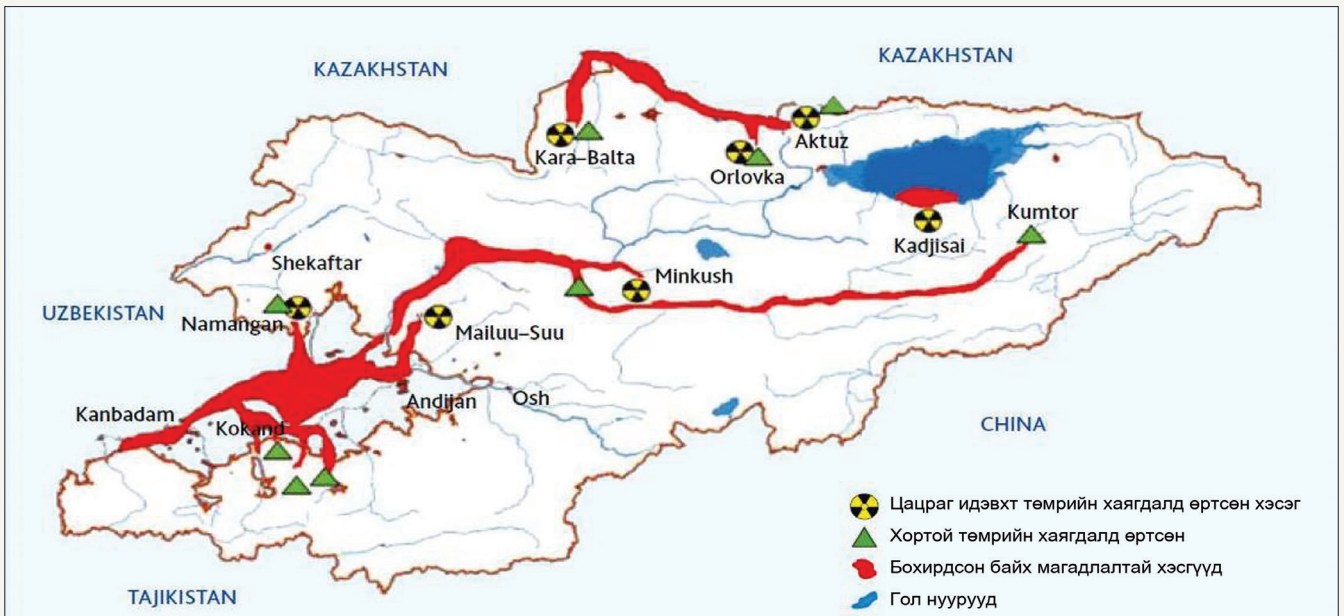 KAZAKHSTAN
KAZAKHSTAN
Aktuz
Kara–Balta
Orlovka
Kumtor
Kadjisai
Shekaftar
Minkush
UZBEKISTAN
Namangan
Mailuu–Suu
Andijan
Osh
Kanbadam
Kokand
CHINA
Цацраг идэвхт төмрийн хаягдалд өртсөн хэсэг
Хортой төмрийн хаягдалд өртсөн
Бохирдсон байх магадлалтай хэсгүүд
Гол нуурууд
TAJIKISTAN